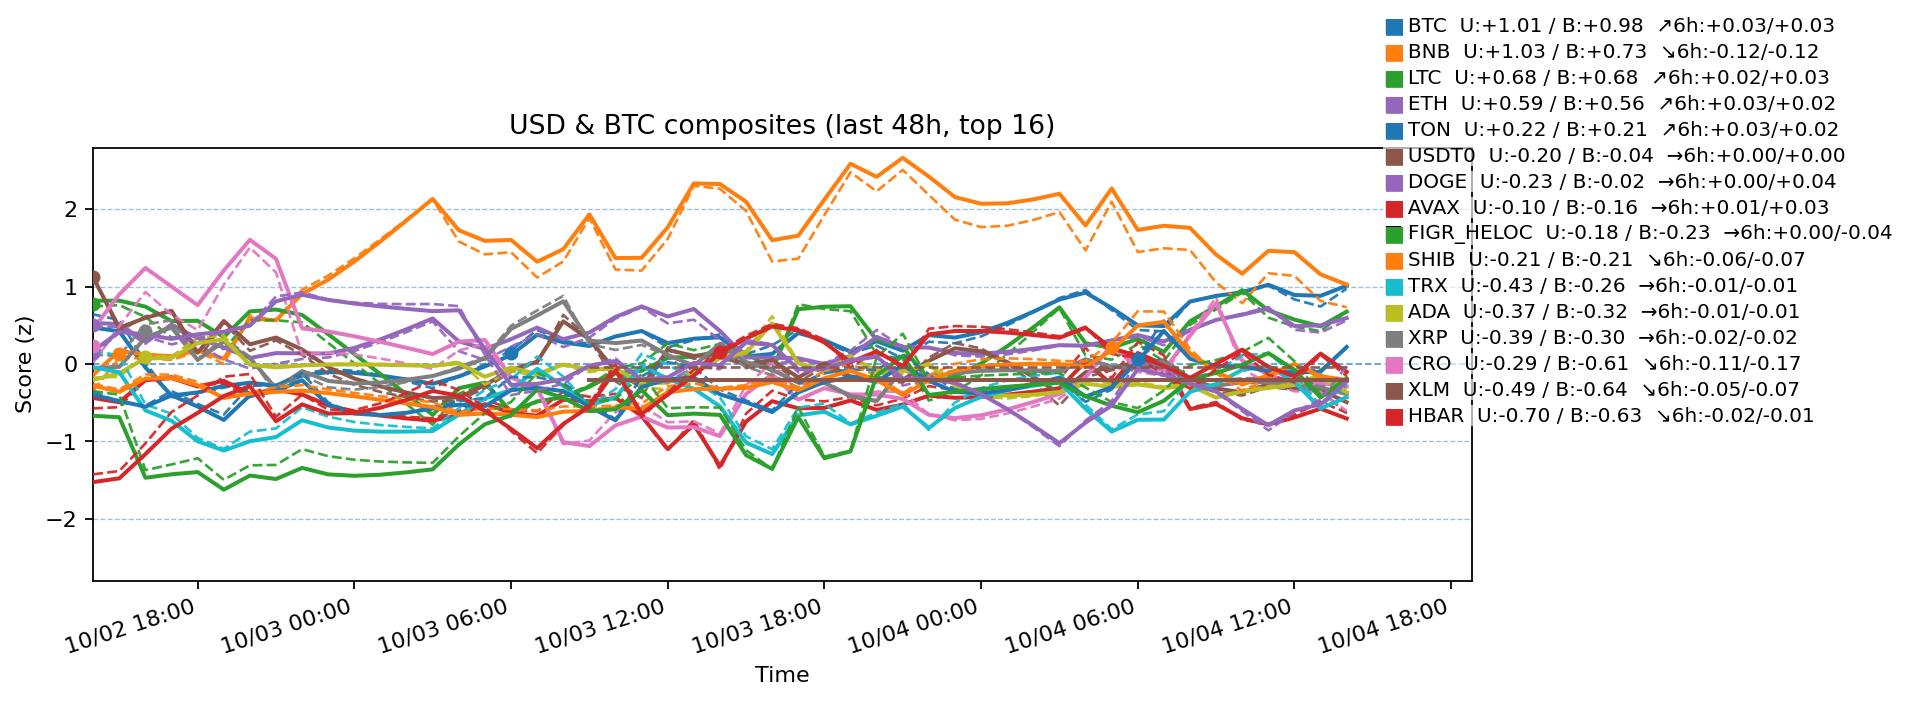 BTC  U:+1.01 / B:+0.98  ↗6h:+0.03/+0.03
BNB  U:+1.03 / B:+0.73  ↘6h:-0.12/-0.12
LTC  U:+0.68 / B:+0.68  ↗6h:+0.02/+0.03
ETH  U:+0.59 / B:+0.56  ↗6h:+0.03/+0.02
TON  U:+0.22 / B:+0.21  ↗6h:+0.03/+0.02
USDT0  U:-0.20 / B:-0.04  →6h:+0.00/+0.00
DOGE  U:-0.23 / B:-0.02  →6h:+0.00/+0.04
AVAX  U:-0.10 / B:-0.16  →6h:+0.01/+0.03
FIGR_HELOC  U:-0.18 / B:-0.23  →6h:+0.00/-0.04
SHIB  U:-0.21 / B:-0.21  ↘6h:-0.06/-0.07
TRX  U:-0.43 / B:-0.26  →6h:-0.01/-0.01
ADA  U:-0.37 / B:-0.32  →6h:-0.01/-0.01
XRP  U:-0.39 / B:-0.30  →6h:-0.02/-0.02
CRO  U:-0.29 / B:-0.61  ↘6h:-0.11/-0.17
XLM  U:-0.49 / B:-0.64  ↘6h:-0.05/-0.07
HBAR  U:-0.70 / B:-0.63  ↘6h:-0.02/-0.01
USD & BTC composites (last 48h, top 16)
Score (z)
2
1
0
−1
−2
10/02 18:00
10/03 00:00
10/03 06:00
10/03 12:00
10/03 18:00
10/04 00:00
10/04 06:00
10/04 12:00
10/04 18:00
Time